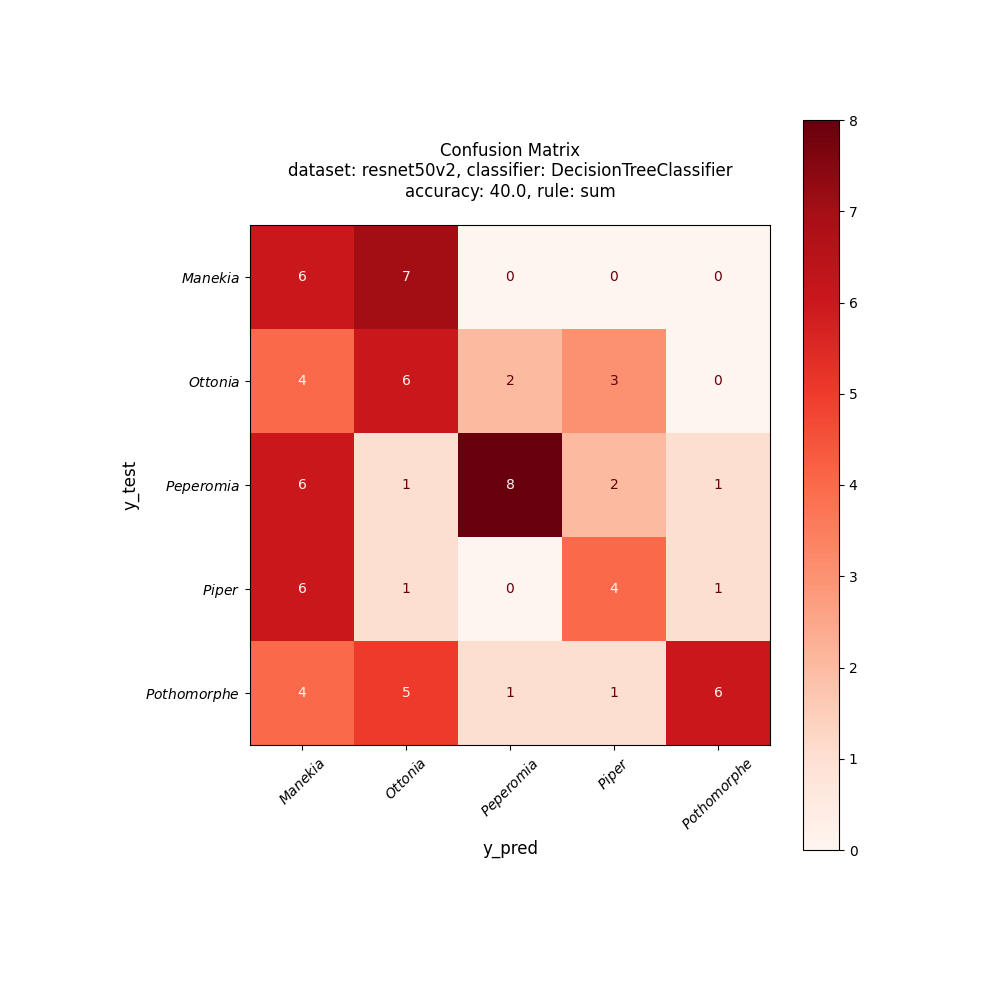 Confusion Matrix
dataset: resnet50v2, classifier: DecisionTreeClassifier
accuracy: 40.0, rule: sum
Manekia 6 7 0 0 0
Ottonia 4 6 2 3 0
Peperomia 6 1 8 2 1
Piper 6 1 0 4 1
Pothomorphe 4 5 1 1 6
y_test
Manekia Ottonia Peperomia Piper Pothomorphe
y_pred
8
7
6
5
4
3
2
1
0